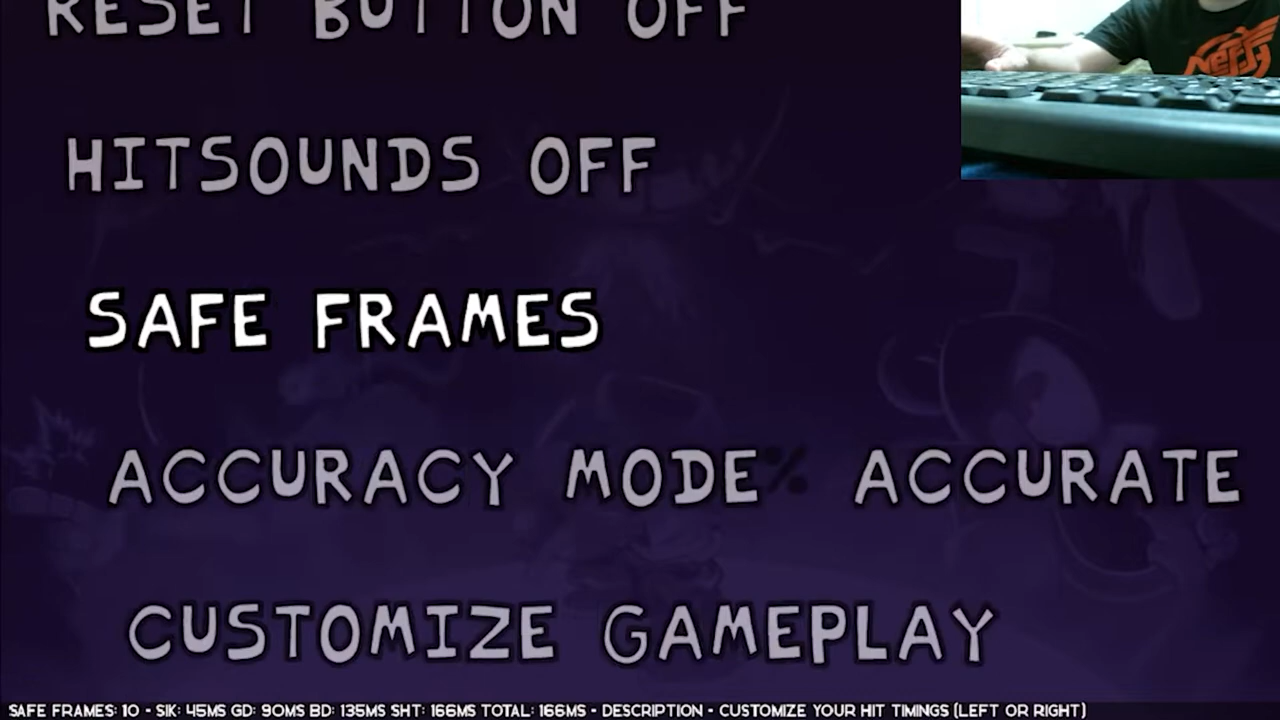 RESET BUTTON OFF
NERF
HITSOUNDS OFF
SAFE FRAMES
ACCURACY MODE% ACCURATE
CUSTOMIZE GAMEPLAY
SAFE FRAMES: 10 - SIK: 45MS GD: 90MS BD: 135MS SHT: 166MS TOTAL: 166MS - DESCRIPTION - CUSTOMIZE YOUR HIT TIMINGS (LEFT OR RIGHT)